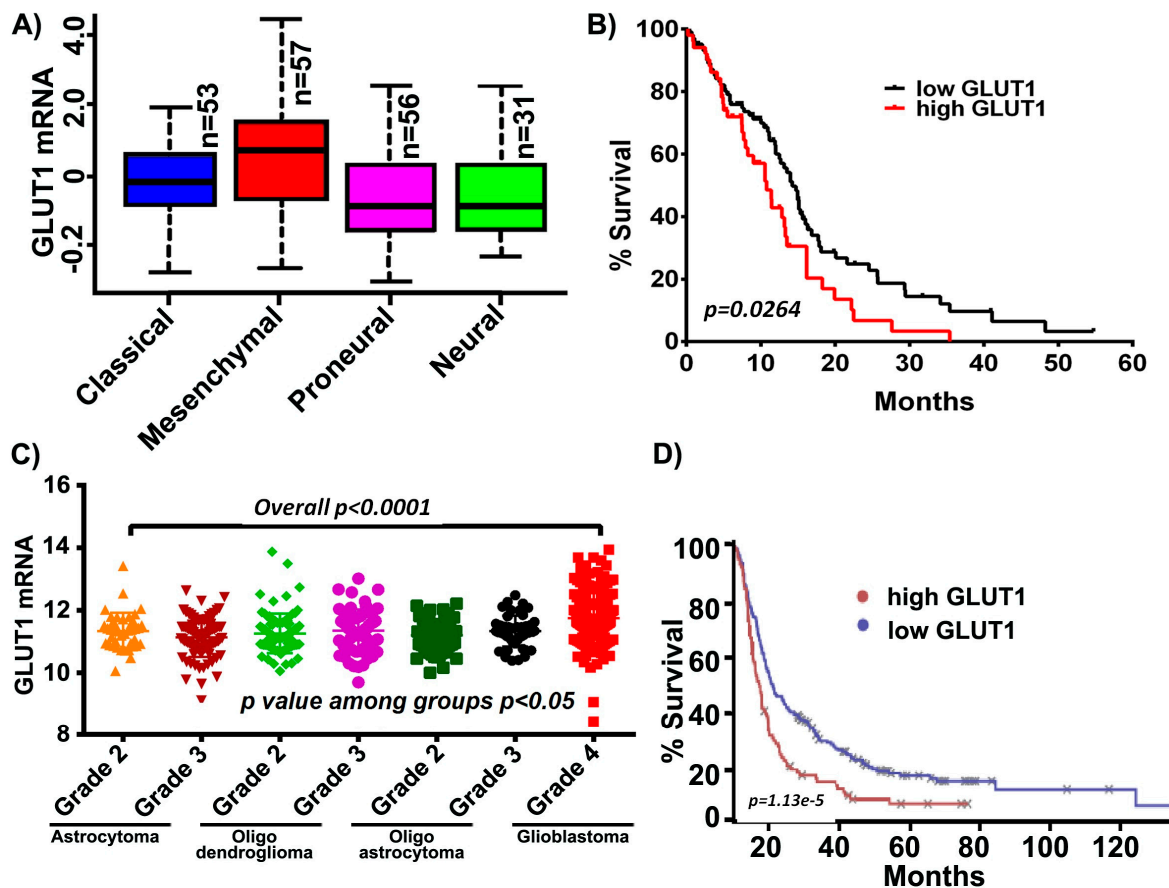 A)
GLUT1 mRNA
4.0
2.0
0
-0.2
n=53
n=57
n=56
n=31
Classical
Mesenchymal
Proneural
Neural
B)
% Survival
100
80
60
40
20
0
low GLUT1
high GLUT1
p=0.0264
0 10 20 30 40 50 60
Months
C)
GLUT1 mRNA
16
14
12
10
8
Overall p<0.0001
p value among groups p<0.05
Grade 2
Grade 3
Grade 2
Grade 3
Grade 2
Grade 3
Grade 4
Astrocytoma
Oligo
dendroglioma
Oligo
astrocytoma
Glioblastoma
D)
% Survival
100
80
60
40
20
0
high GLUT1
low GLUT1
p=1.13e-5
20 40 60 80 100 120
Months